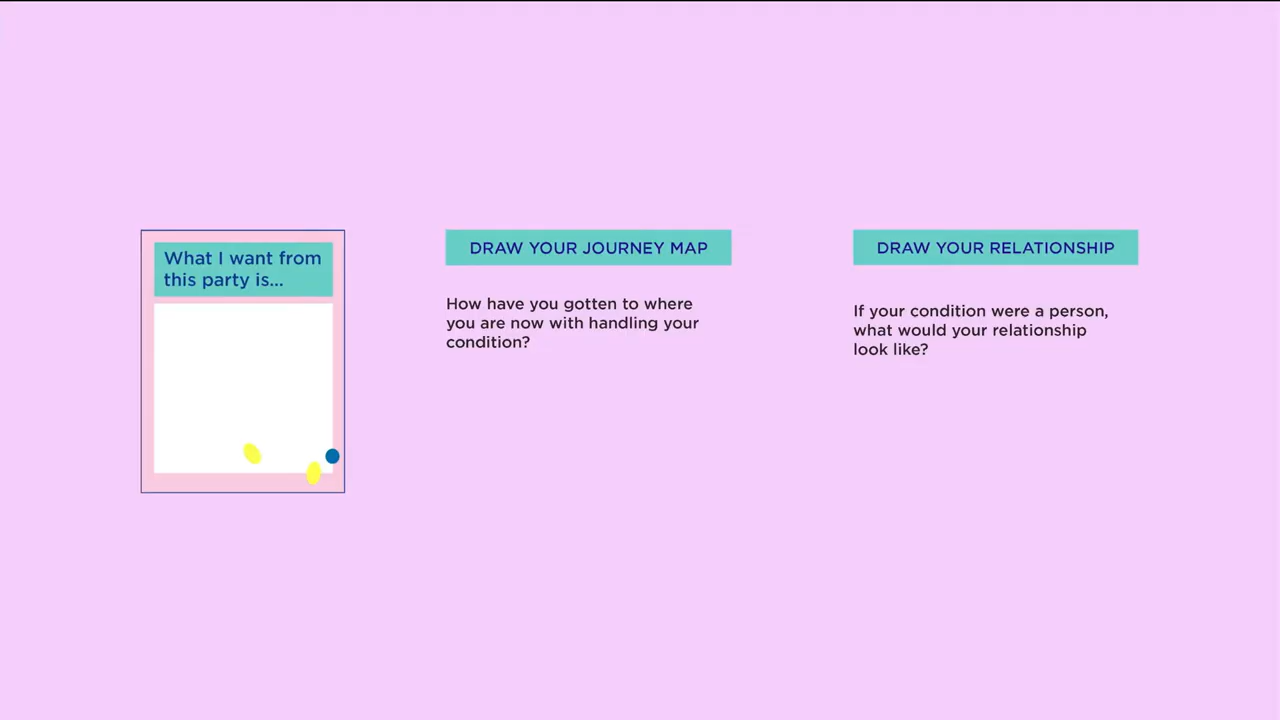 What I want from
this party is...
DRAW YOUR JOURNEY MAP
How have you gotten to where
you are now with handling your
condition?
DRAW YOUR RELATIONSHIP
If your condition were a person,
what would your relationship
look like?